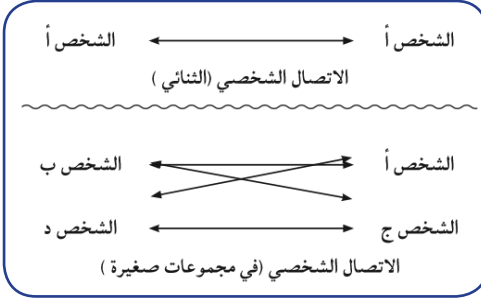 الشخص أ الشخص أ
الاتصال الشخصي (الثنائي )
الشخص أ الشخص ب
الشخص ج الشخص د
الاتصال الشخصي (في مجموعات صغيرة )